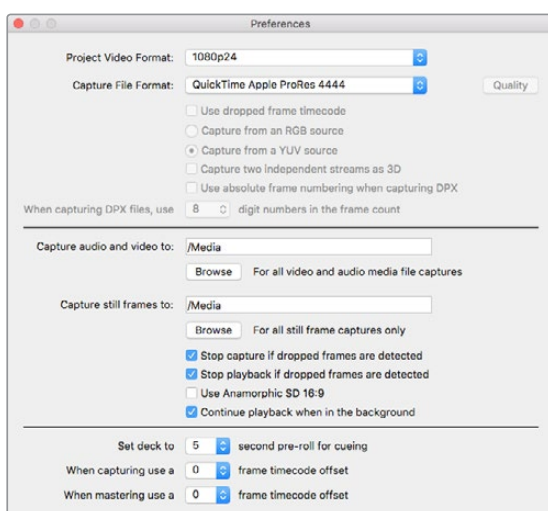 Preferences
Project Video Format: 1080p24
Capture File Format: QuickTime Apple ProRes 4444 Quality
Use dropped frame timecode
Capture from an RGB source
Capture from a YUV source
Capture two independent streams as 3D
Use absolute frame numbering when capturing DPX
When capturing DPX files, use 8 digit numbers in the frame count
Capture audio and video to: /Media
Browse For all video and audio media file captures
Capture still frames to: /Media
Browse For all still frame captures only
Stop capture if dropped frames are detected
Stop playback if dropped frames are detected
Use Anamorphic SD 16:9
Continue playback when in the background
Set deck to 5 second pre-roll for cueing
When capturing use a 0 frame timecode offset
When mastering use a 0 frame timecode offset